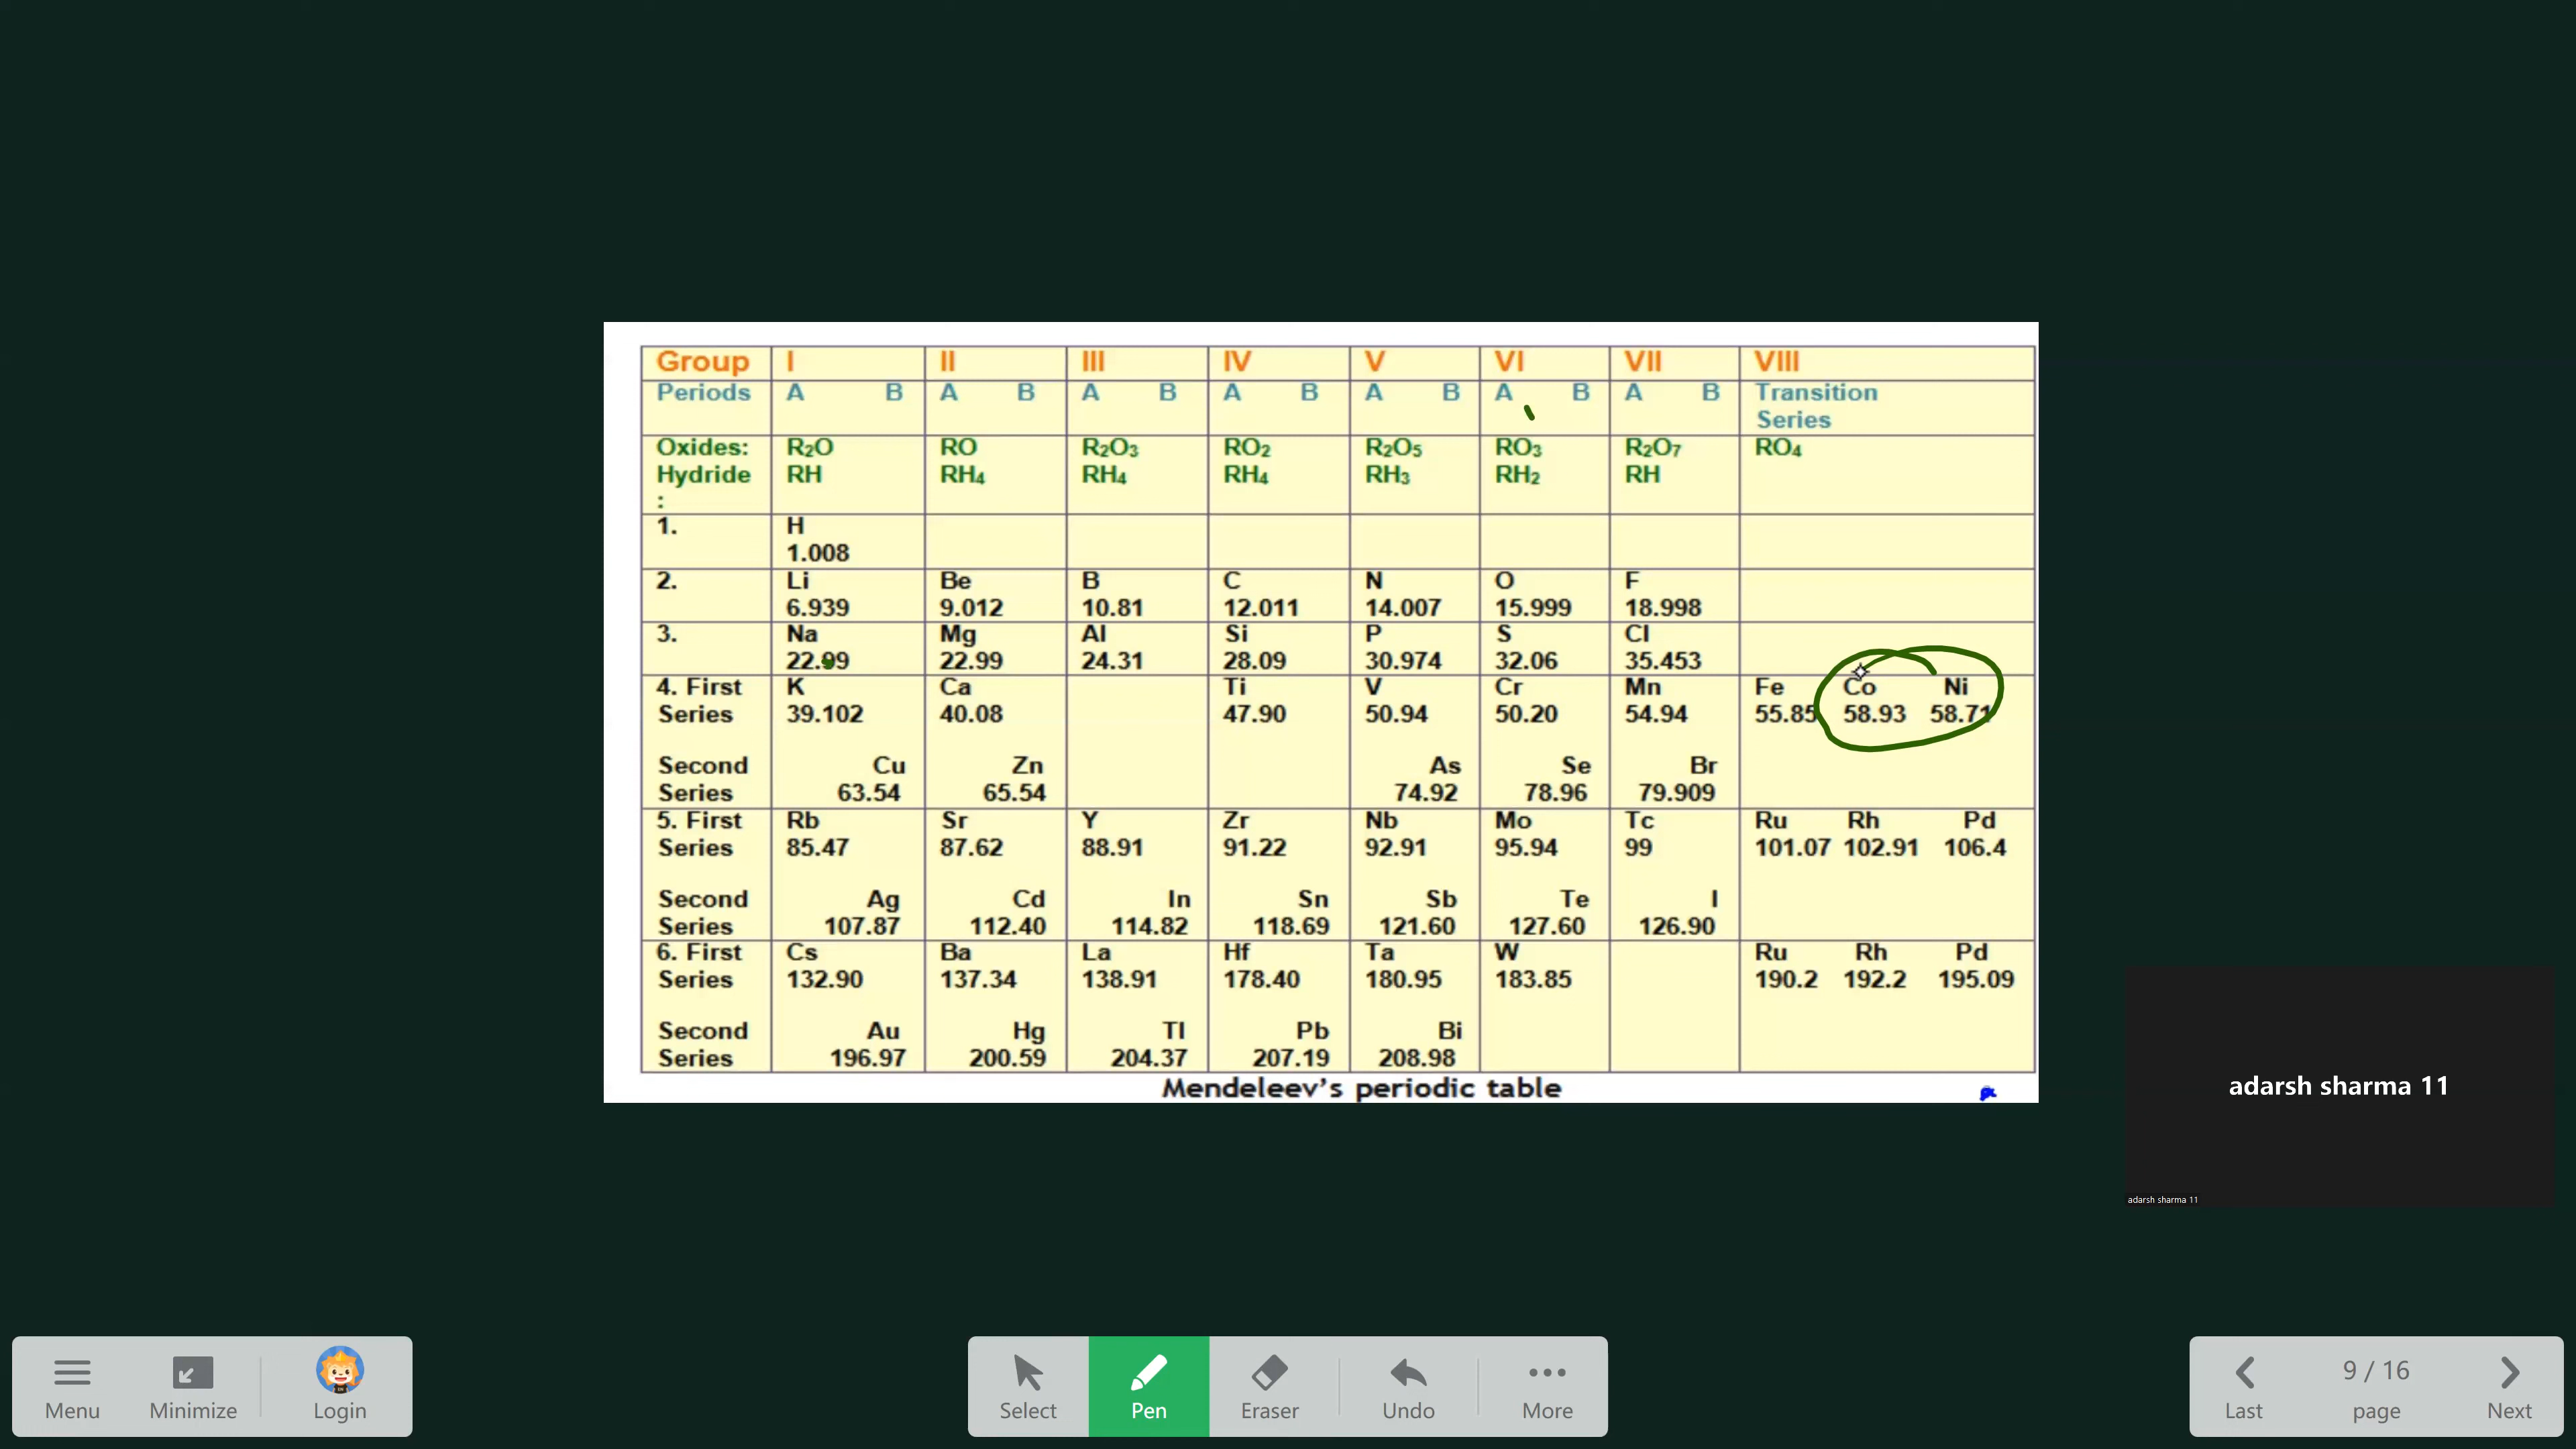 Group I II III IV V VI VII VIII
Periods A B A B A B A B A B A B A B Transition
Series
Oxides: R₂O RO R₂O₃ RO₂ R₂O₅ RO₃ R₂O₇ RO₄
Hydride RH RH₄ RH₄ RH₄ RH₃ RH₂ RH
:
1. H
1.008
2. Li Be B C N O F
6.939 9.012 10.81 12.011 14.007 15.999 18.998
3. Na Mg Al Si P S Cl
22.99 22.99 24.31 28.09 30.974 32.06 35.453
4. First K Ca Ti V Cr Mn Fe Co Ni
Series 39.102 40.08 47.90 50.94 50.20 54.94 55.85 58.93 58.71
Second Cu Zn As Se Br
Series 63.54 65.54 74.92 78.96 79.909
5. First Rb Sr Y Zr Nb Mo Tc Ru Rh Pd
Series 85.47 87.62 88.91 91.22 92.91 95.94 99 101.07 102.91 106.4
Second Ag Cd In Sn Sb Te I
Series 107.87 112.40 114.82 118.69 121.60 127.60 126.90
6. First Cs Ba La Hf Ta W Ru Rh Pd
Series 132.90 137.34 138.91 178.40 180.95 183.85 190.2 192.2 195.09
Second Au Hg Tl Pb Bi
Series 196.97 200.59 204.37 207.19 208.98
Mendeleev's periodic table
adarsh sharma 11
adarsh sharma 11
Menu Minimize Login Select Pen Eraser Undo More Last 9 / 16 page Next